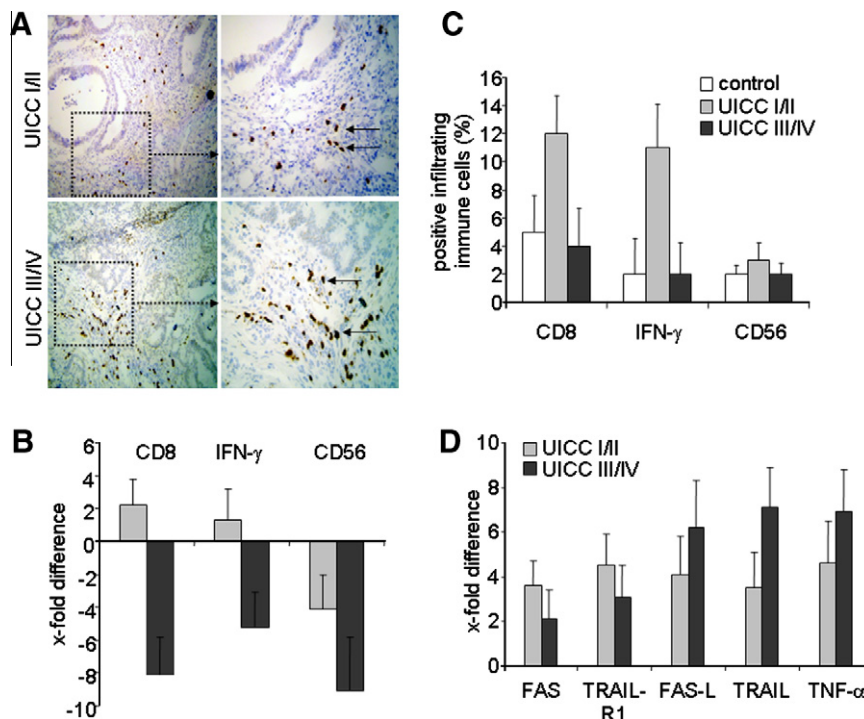 A
UICC I/II
UICC III/IV
B
6
4
2
0
-2
-4
-6
-8
-10
x-fold difference
CD8 IFN-γ CD56
C
16
14
12
10
8
6
4
2
0
positive infiltrating
immune cells (%)
control
UICC I/II
UICC III/IV
CD8 IFN-γ CD56
D
10
8
6
4
2
0
x-fold difference
UICC I/II
UICC III/IV
FAS TRAIL-R1 FAS-L TRAIL TNF-α